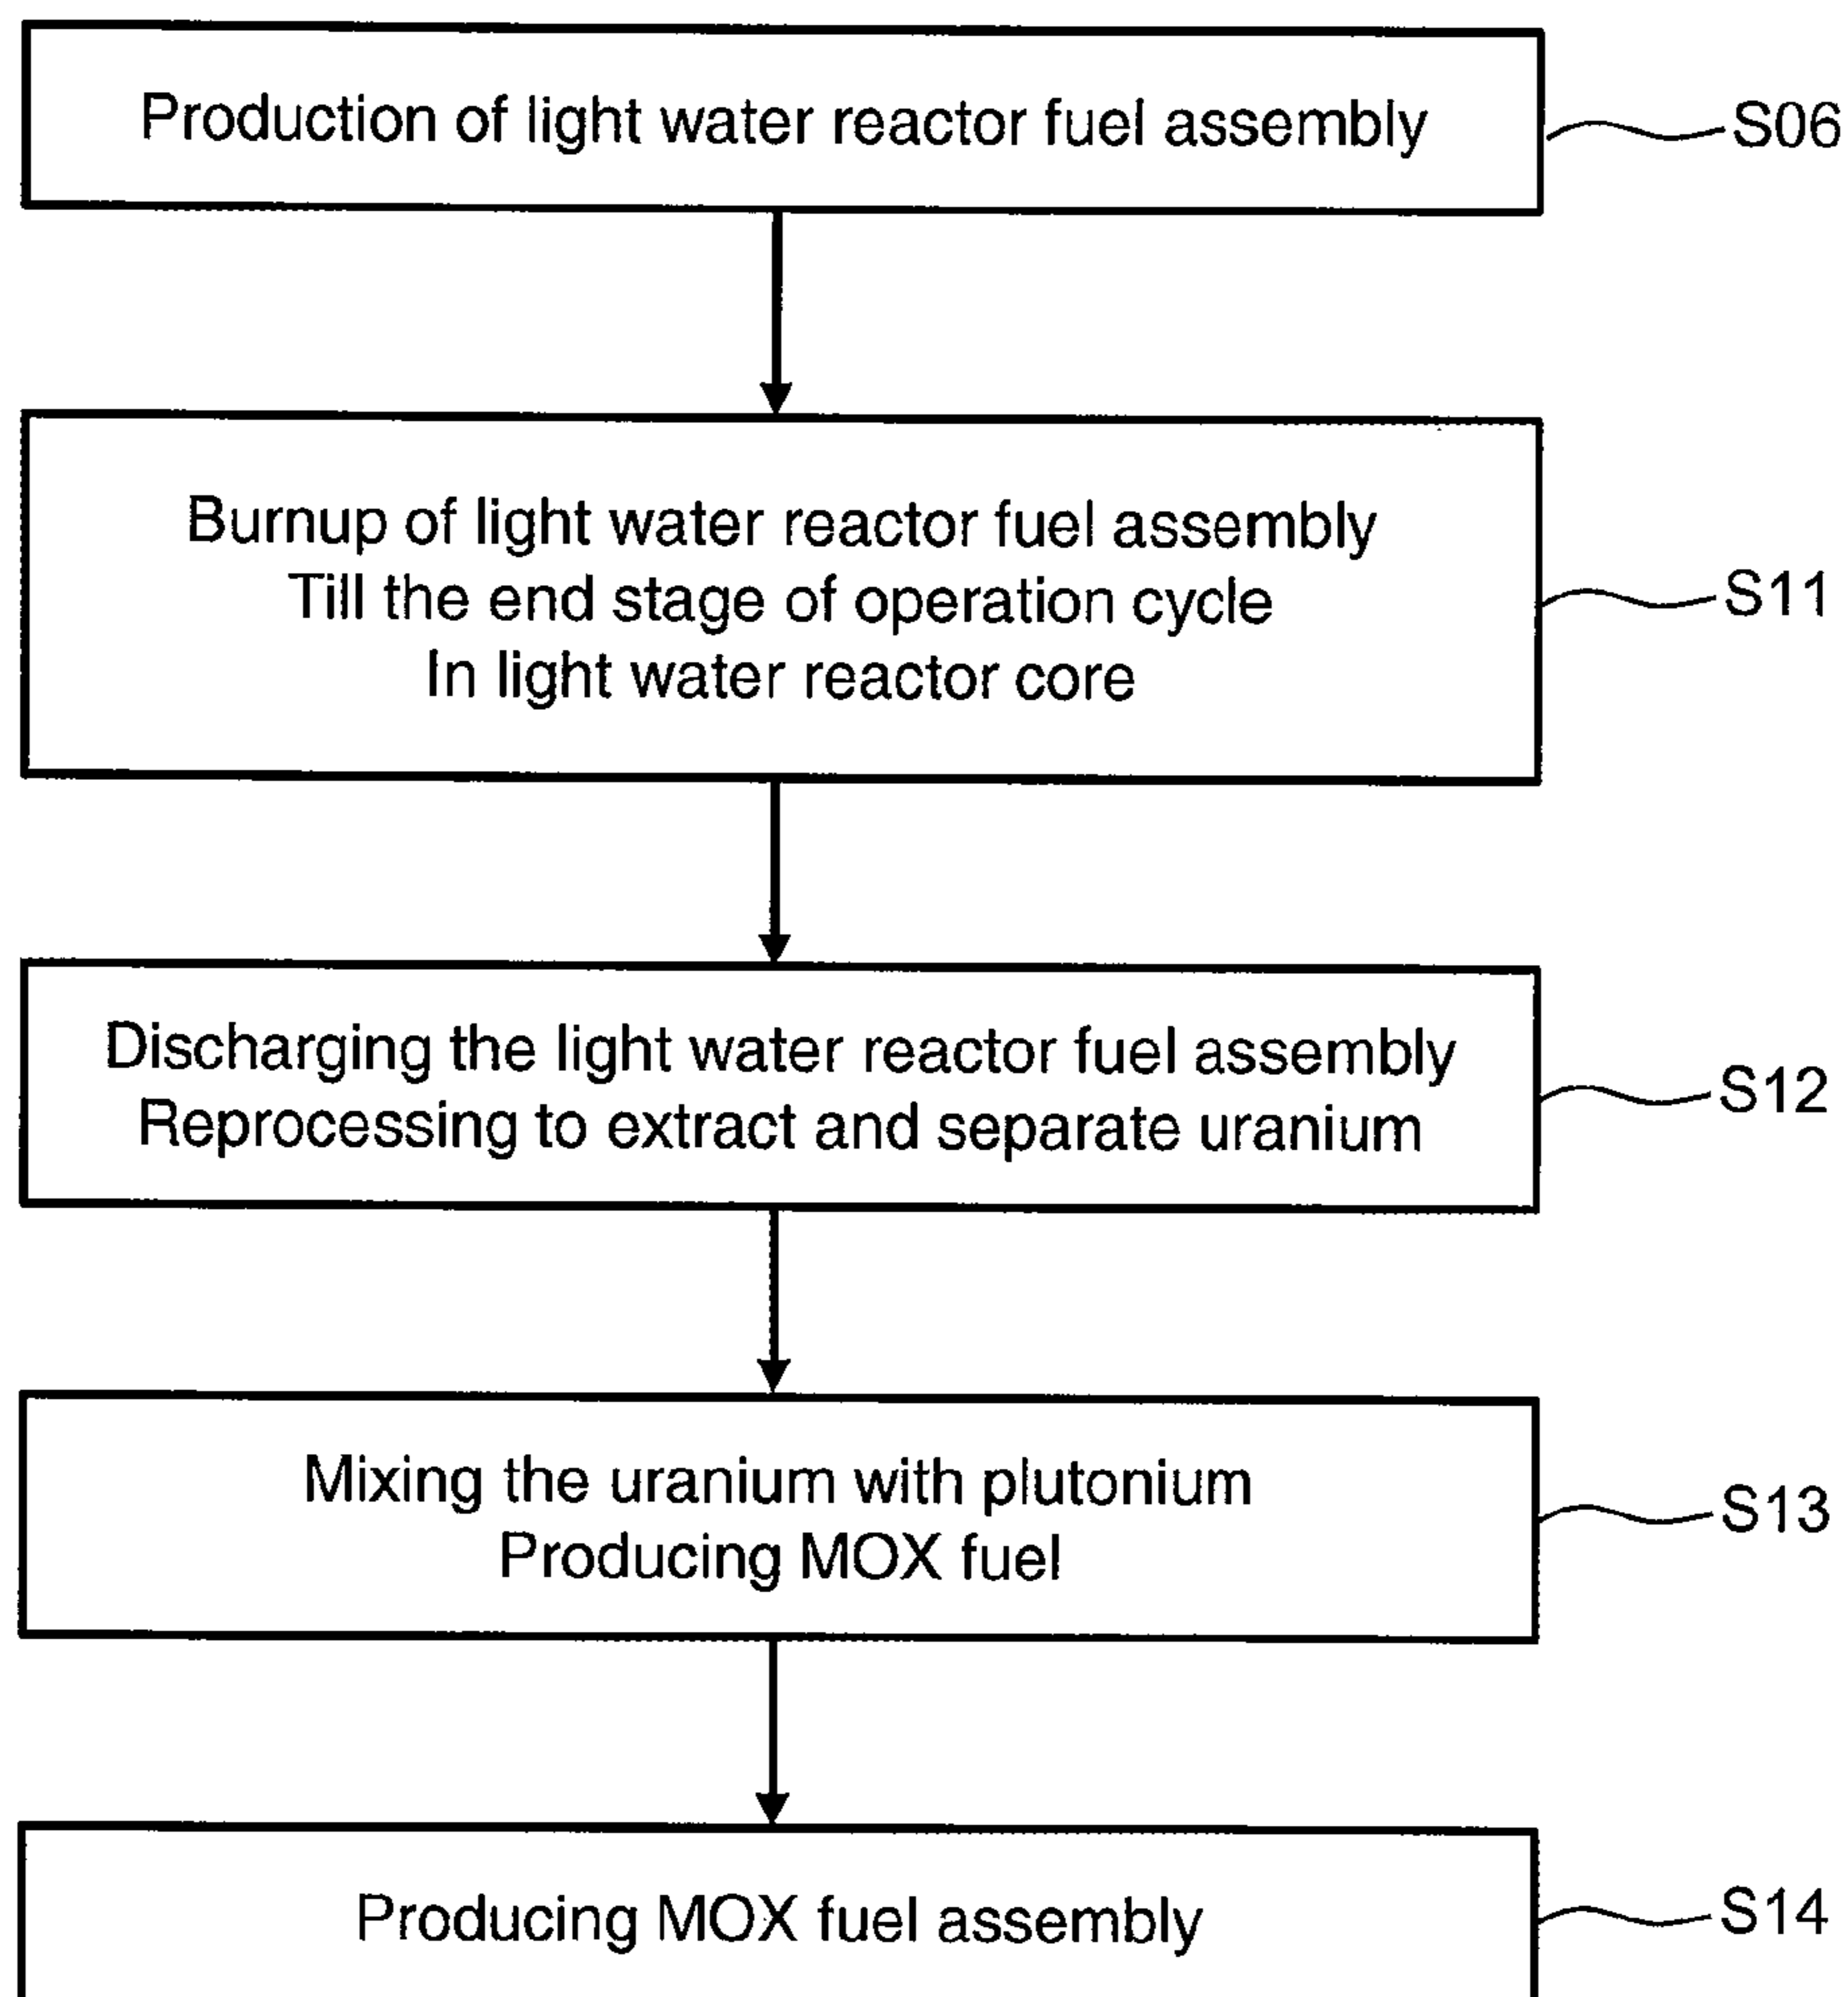 Production of light water reactor fuel assembly
S06
Burnup of light water reactor fuel assembly
Till the end stage of operation cycle
In light water reactor core
S11
Discharging the light water reactor fuel assembly
Reprocessing to extract and separate uranium
S12
Mixing the uranium with plutonium
Producing MOX fuel
S13
Producing MOX fuel assembly
S14